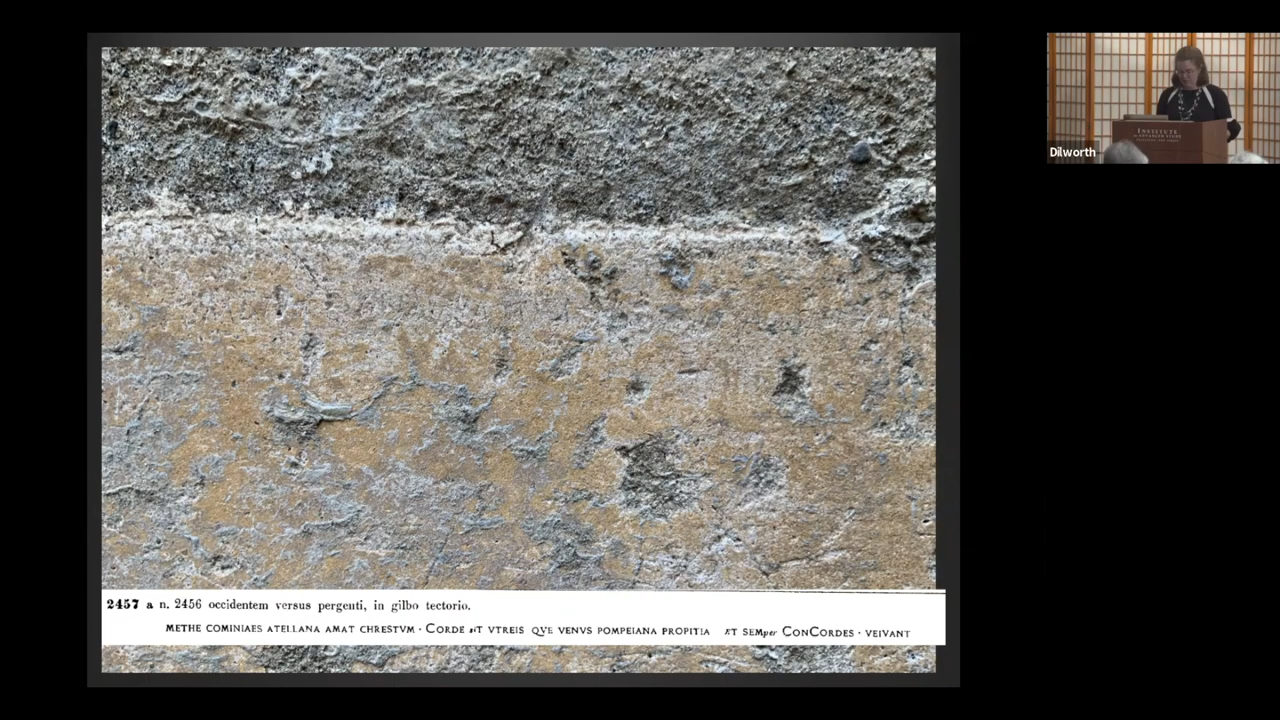 2457 a n. 2456 occidentem versus pergenti, in gilbo tectorio.
METHE COMINIAES ATELLANA AMAT CHRESTVM · CORDE sIT VTREIS QVE VENVS POMPEIANA PROPITIA ET SEMper CONCORDES · VEIVANT
Dilworth
INSTITUTE